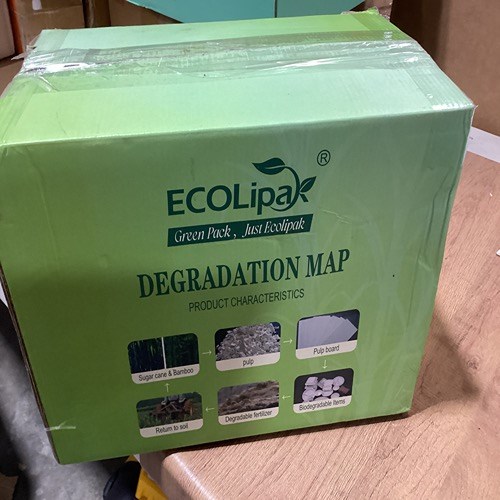 ®
ECOLipak
Green Pack , Just Ecolipak
DEGRADATION MAP
PRODUCT CHARACTERISTICS
Sugar cane & Bamboo
pulp
Pulp board
Return to soil
Degradable fertilizer
Biodegradable Items